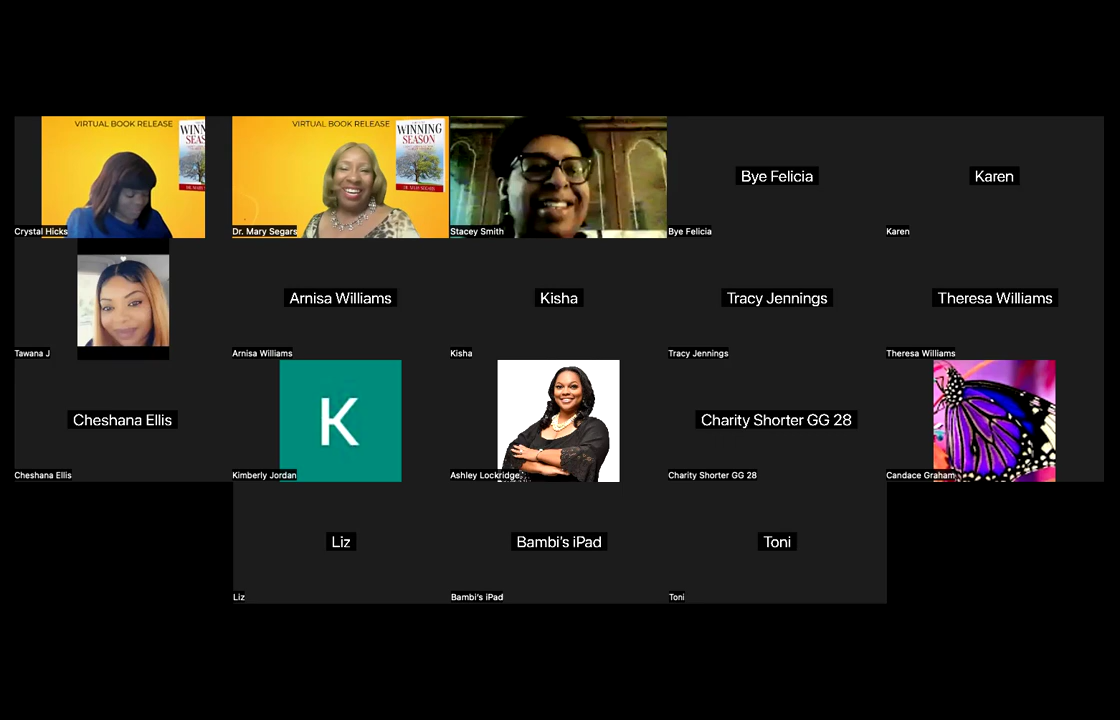 VIRTUAL BOOK RELEASE
WINN
SEAS
Crystal Hicks
VIRTUAL BOOK RELEASE
WINNING
SEASON
DR. MARY SEGARS
Dr. Mary Segars
Stacey Smith
Bye Felicia
Bye Felicia
Karen
Karen
Tawana J
Arnisa Williams
Arnisa Williams
Kisha
Kisha
Tracy Jennings
Tracy Jennings
Theresa Williams
Theresa Williams
Cheshana Ellis
Cheshana Ellis
K
Kimberly Jordan
Ashley Lockridge,
Charity Shorter GG 28
Charity Shorter GG 28
Candace Graham
Liz
Liz
Bambi's iPad
Bambi's iPad
Toni
Toni